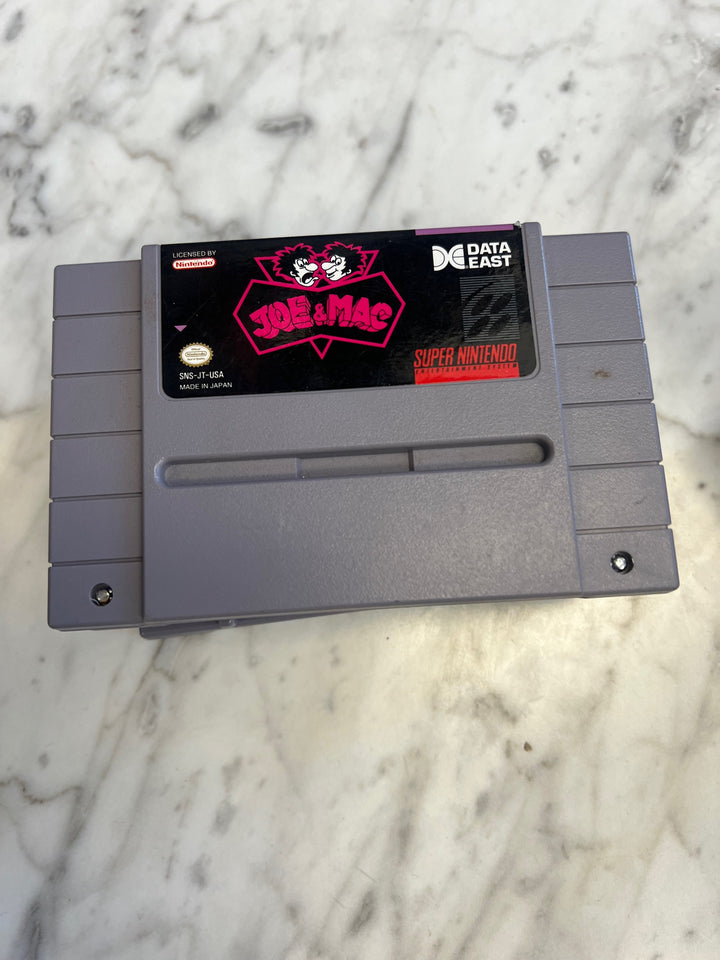 LICENSED BY
Nintendo
DATA
EAST
JOE & MAC
SNS-JT-USA
MADE IN JAPAN
SUPER NINTENDO
ENTERTAINMENT SYSTEM